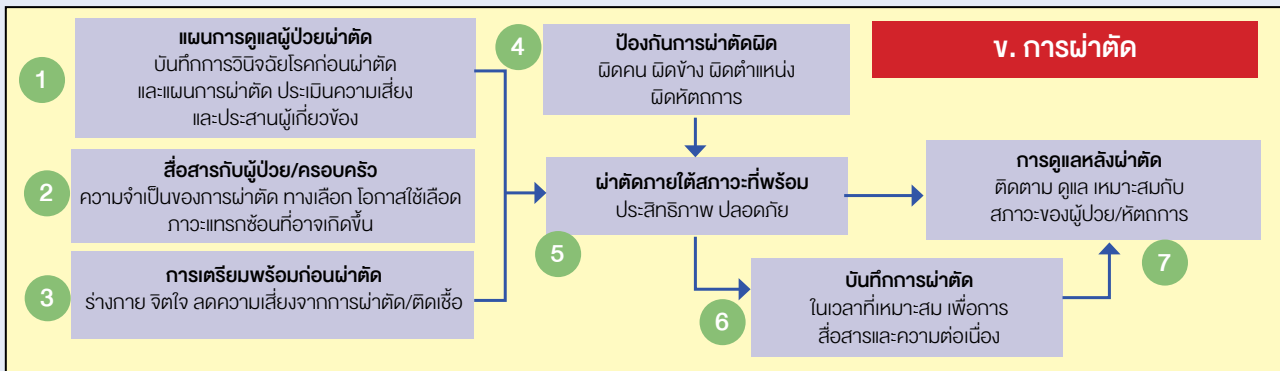 ข. การผ่าตัด
1
แผนการดูแลผู้ป่วยผ่าตัด
บันทึกการวินิจฉัยโรคก่อนผ่าตัด
และแผนการผ่าตัด ประเมินความเสี่ยง
และประสานผู้เกี่ยวข้อง
2
สื่อสารกับผู้ป่วย/ครอบครัว
ความจำเป็นของการผ่าตัด ทางเลือก โอกาสใช้เลือด
ภาวะแทรกซ้อนที่อาจเกิดขึ้น
3
การเตรียมพร้อมก่อนผ่าตัด
ร่างกาย จิตใจ ลดความเสี่ยงจากการผ่าตัด/ติดเชื้อ
4
ป้องกันการผ่าตัดผิด
ผิดคน ผิดข้าง ผิดตำแหน่ง
ผิดหัตถการ
ผ่าตัดภายใต้สภาวะที่พร้อม
ประสิทธิภาพ ปลอดภัย
5
6
บันทึกการผ่าตัด
ในเวลาที่เหมาะสม เพื่อการ
สื่อสารและความต่อเนื่อง
การดูแลหลังผ่าตัด
ติดตาม ดูแล เหมาะสมกับ
สภาวะของผู้ป่วย/หัตถการ
7